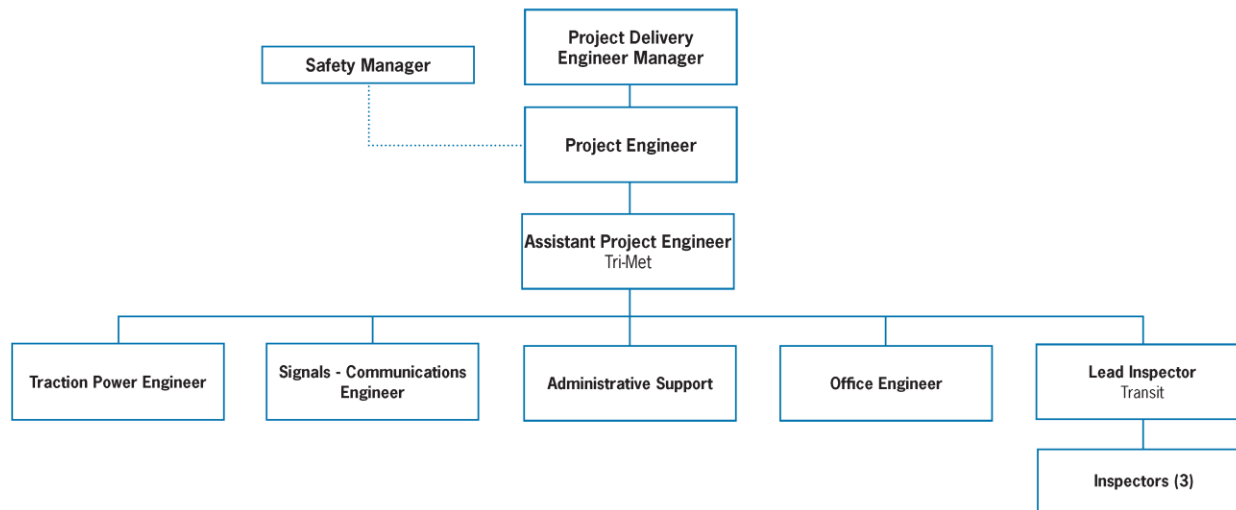 Project Delivery
Engineer Manager
Safety Manager
Project Engineer
Assistant Project Engineer
Tri-Met
Traction Power Engineer
Signals - Communications
Engineer
Administrative Support
Office Engineer
Lead Inspector
Transit
Inspectors (3)